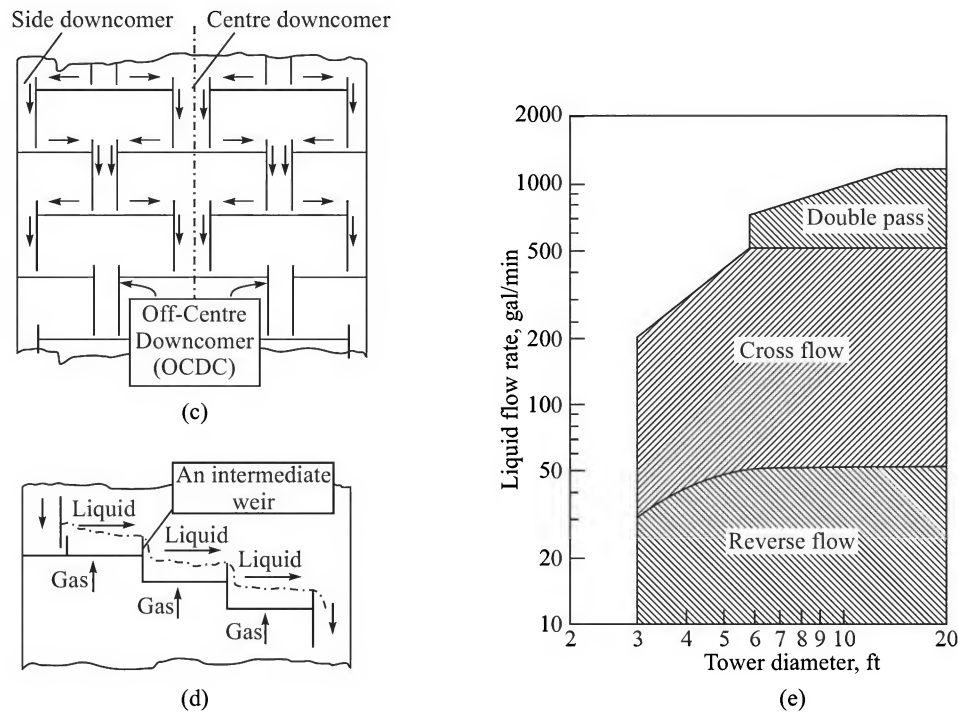 Side downcomer
Centre downcomer
Off-Centre
Downcomer
(OCDC)
(c)
An intermediate
weir
Liquid
Liquid
Liquid
Gas
Gas
Gas
(d)
Liquid flow rate, gal/min
2000
1000
500
200
100
50
20
10
Double pass
Cross flow
Reverse flow
2 3 4 5 6 7 8 9 10 20
Tower diameter, ft
(e)